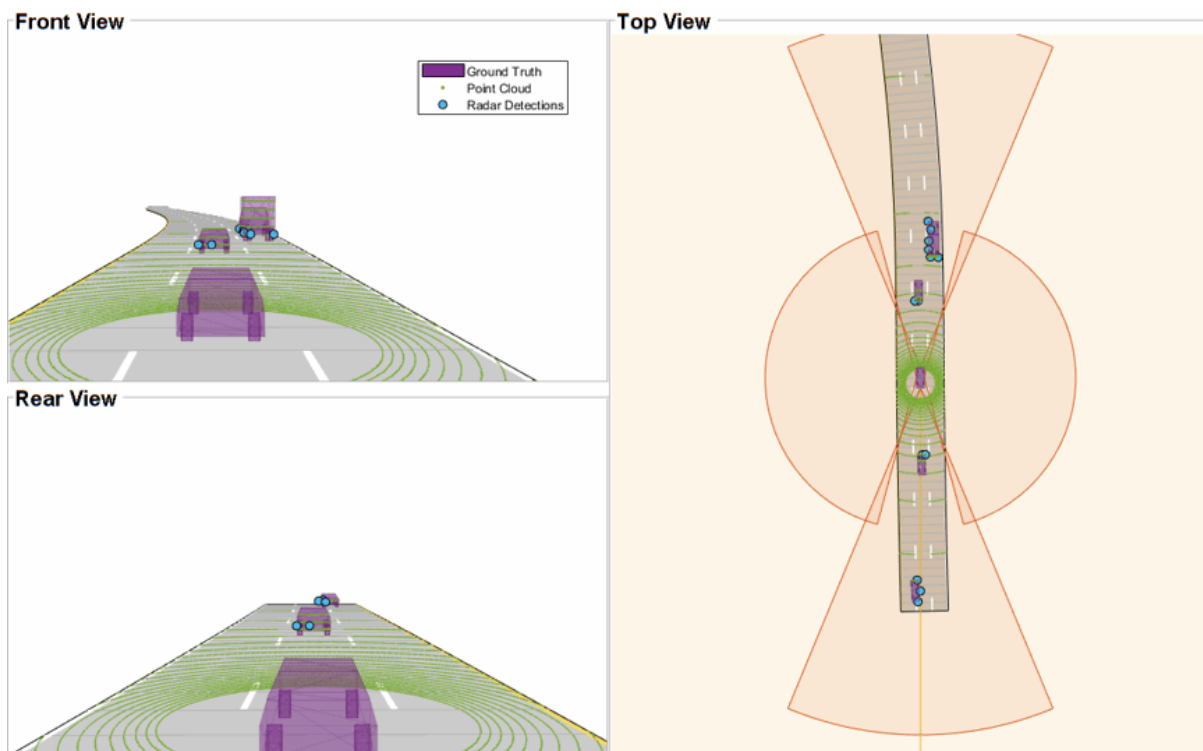 Front View
Ground Truth
Point Cloud
Radar Detections
Rear View
Top View